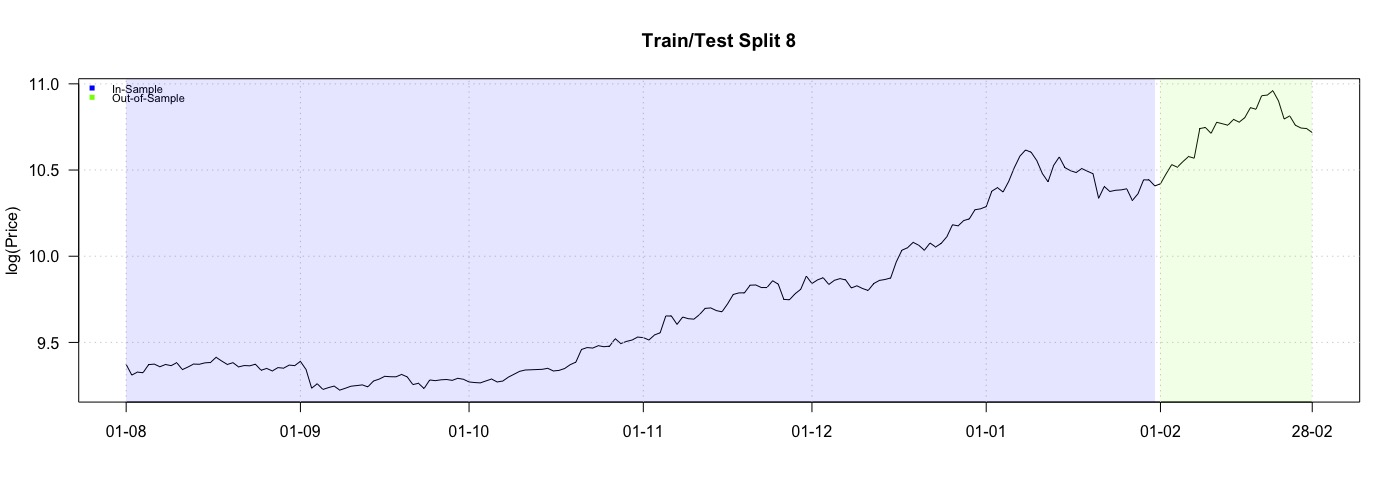 Train/Test Split 8
In-Sample
Out-of-Sample
log(Price)
11.0
10.5
10.0
9.5
01-08 01-09 01-10 01-11 01-12 01-01 01-02 28-02